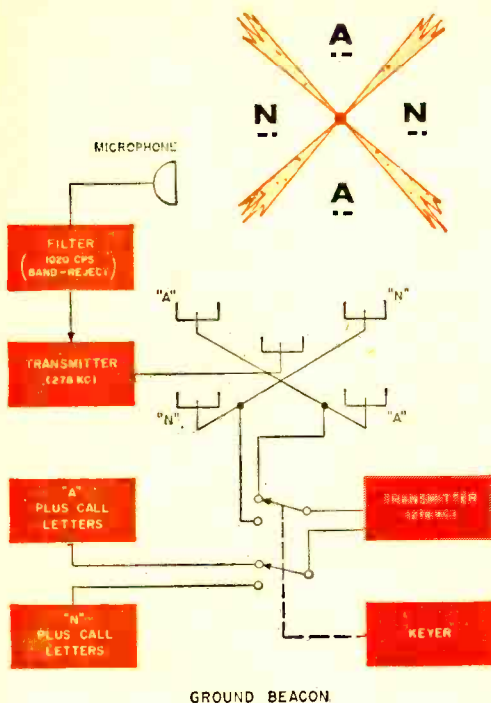 A
N
N
A
MICROPHONE
FILTER
(1020 CPS
BAND-REJECT)
TRANSMITTER
(278 KC)
"A"
"N"
"N"
"A"
"A"
PLUS CALL
LETTERS
TRANSMITTER
"N"
PLUS CALL
LETTERS
KEYER
GROUND BEACON